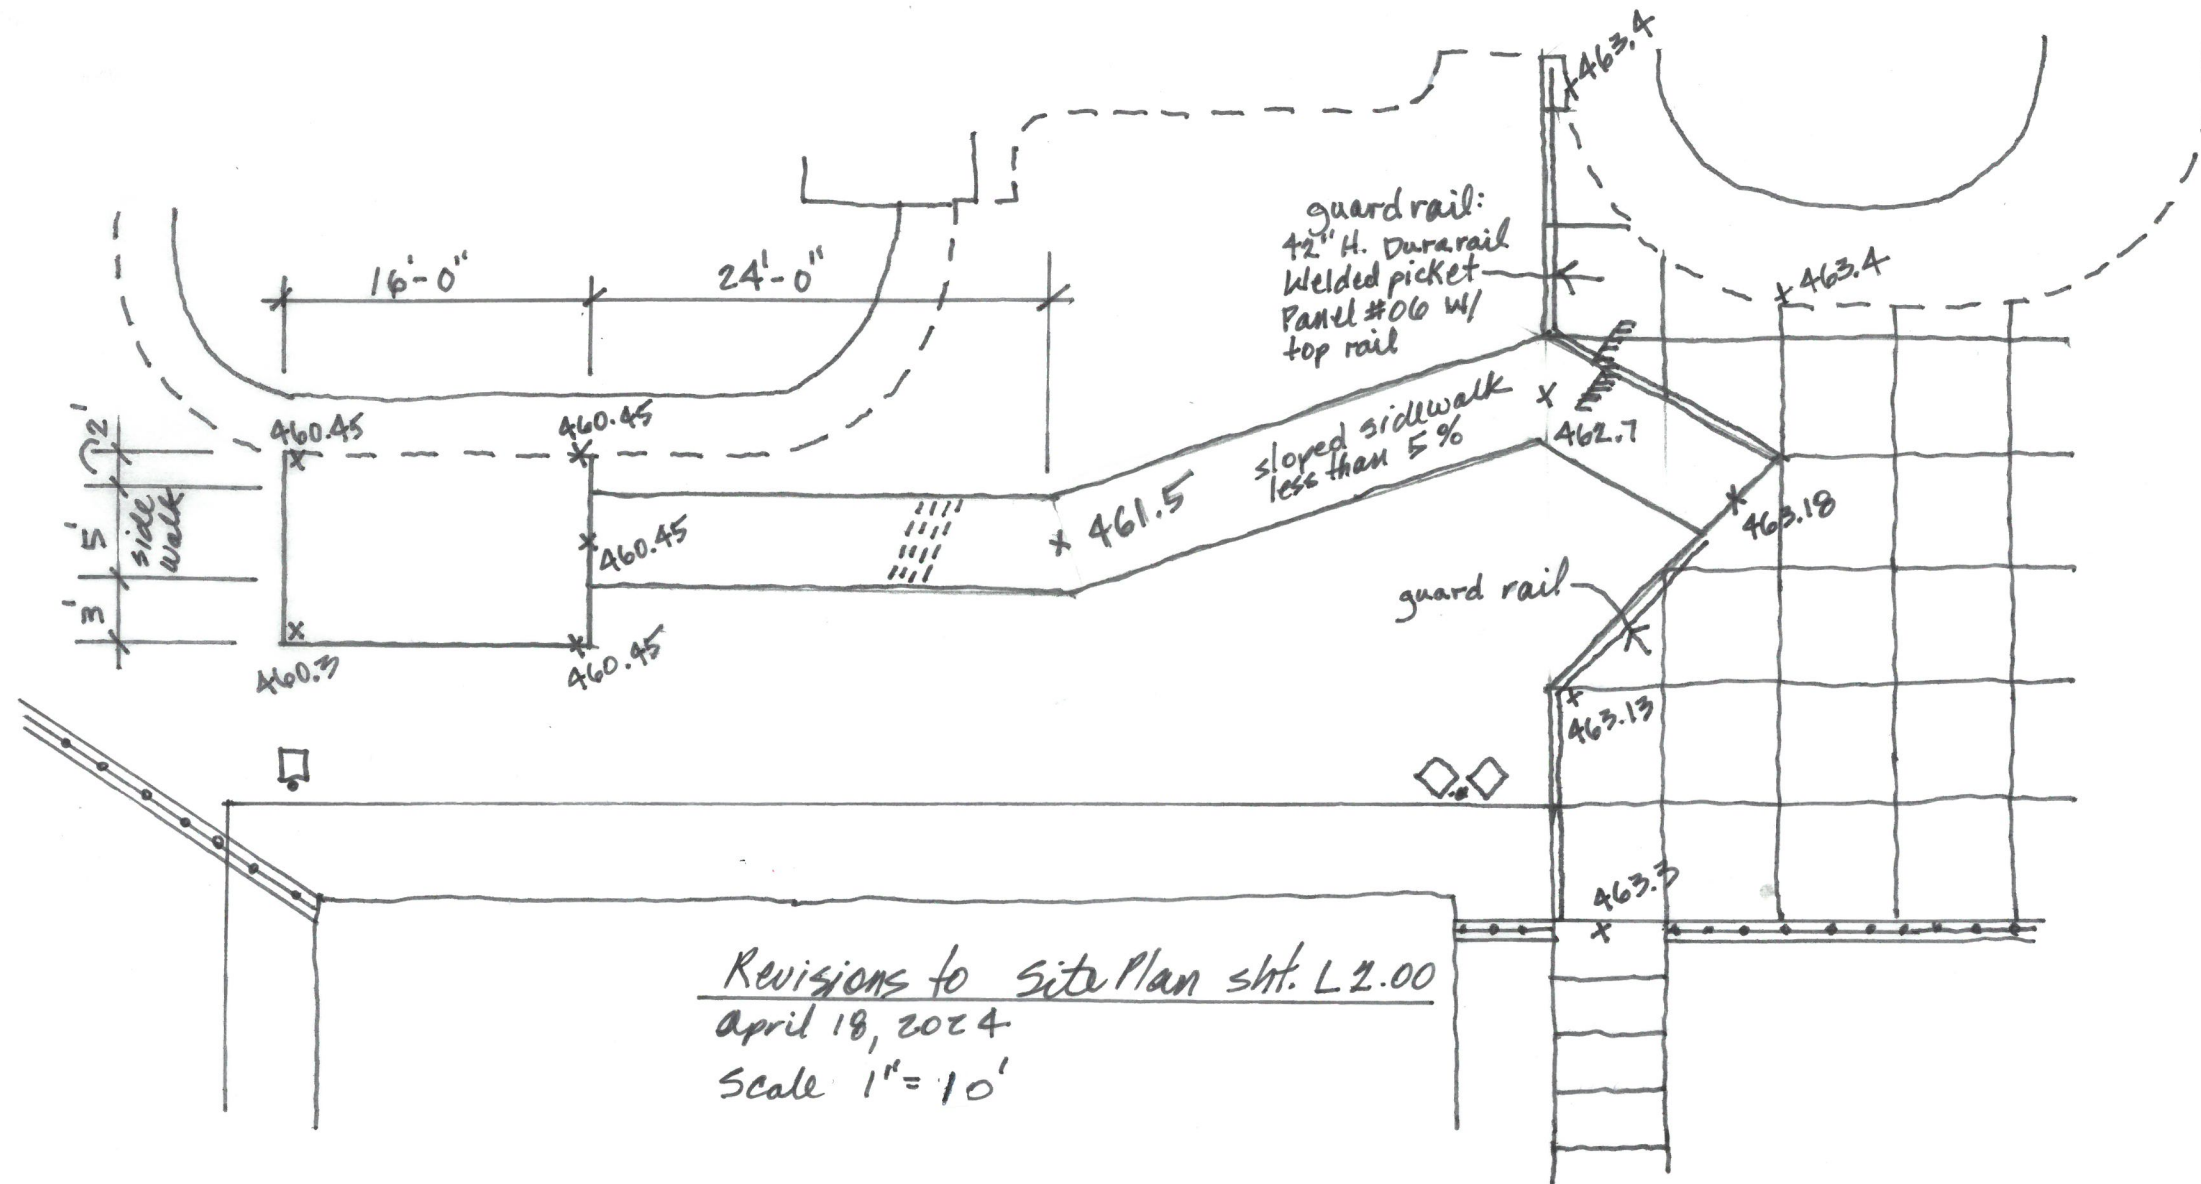 463.4
16'-0"
24'-0"
guard rail:
42" H. Durarail
Welded picket
Panel #06 W/
top rail
463.4
460.45
460.45
2'
5'
side
walk
3'
sloped sidewalk
less than 5%
462.7
461.5
463.18
460.45
guard rail
460.3
460.45
463.13
463.3
Revisions to Site Plan sht. L2.00
April 18, 2024
Scale 1"= 10'